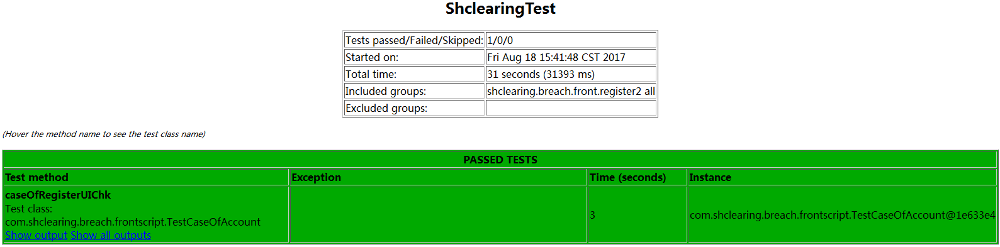 ShclearingTest
Tests passed/Failed/Skipped: 1/0/0
Started on: Fri Aug 18 15:41:48 CST 2017
Total time: 31 seconds (31393 ms)
Included groups: shclearing.breach.front.register2 all
Excluded groups:
(Hover the method name to see the test class name)
PASSED TESTS
Test method Exception Time (seconds) Instance
caseOfRegisterUIChk
Test class:
com.shclearing.breach.frontscript.TestCaseOfAccount
Show output Show all outputs
3
com.shclearing.breach.frontscript.TestCaseOfAccount@1e633e4